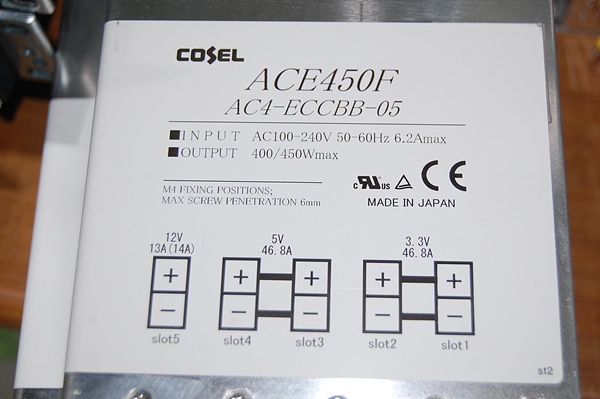 COSEL
ACE450F
AC4-ECCBB-05
■INPUT AC100-240V 50-60Hz 6.2Amax
■OUTPUT 400/450Wmax
M4 FIXING POSITIONS;
MAX SCREW PENETRATION 6mm
c RU US CE
MADE IN JAPAN
12V 5V 3.3V
13A(14A) 46.8A 46.8A
+ + + + +
− − − − −
slot5 slot4 slot3 slot2 slot1
st2